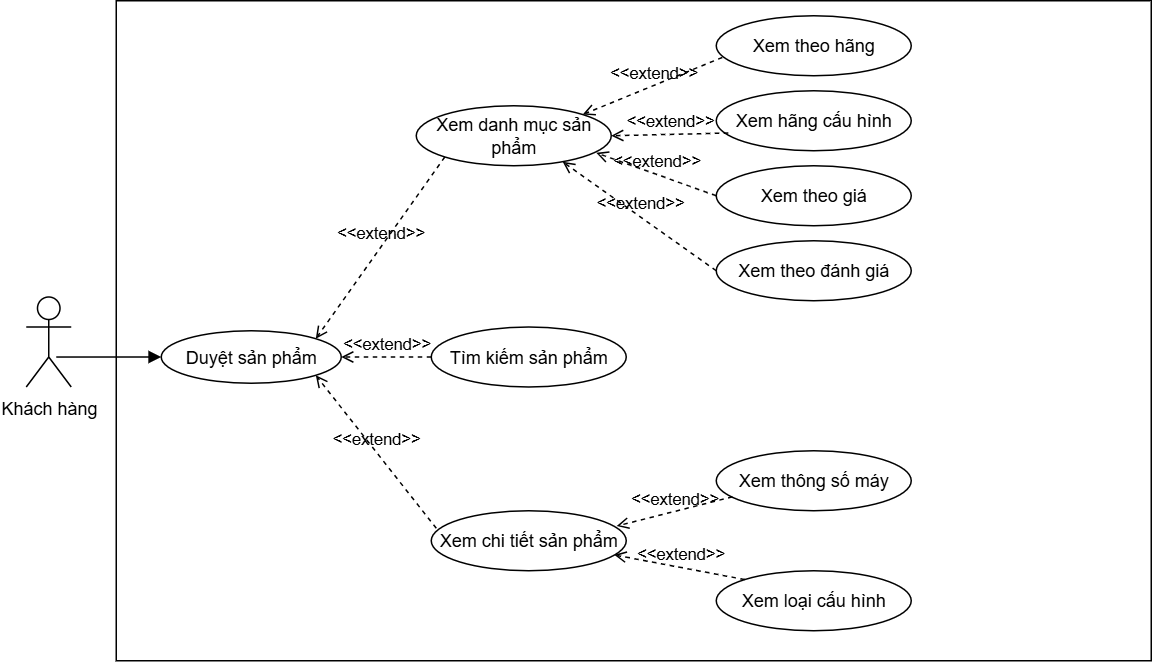 Xem theo hãng
<<extend>>
Xem danh mục sản
phẩm
<<extend>>
Xem hãng cấu hình
<<extend>>
Xem theo giá
<<extend>>
Xem theo đánh giá
<<extend>>
Khách hàng
Duyệt sản phẩm
<<extend>>
Tìm kiếm sản phẩm
<<extend>>
Xem chi tiết sản phẩm
<<extend>>
Xem thông số máy
<<extend>>
Xem loại cấu hình